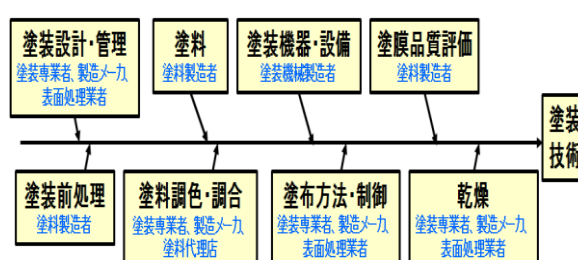 塗装設計・管理
塗装専業者、製造メーカ、
表面処理業者
塗料
塗料製造者
塗装機器・設備
塗装機械製造者
塗膜品質評価
塗料製造者
塗装
技術
塗装前処理
塗料製造者
塗料調色・調合
塗装専業者、製造メーカ、
塗料代理店
塗布方法・制御
塗装専業者、製造メーカ、
表面処理業者
乾燥
塗装専業者、製造メーカ、
表面処理業者